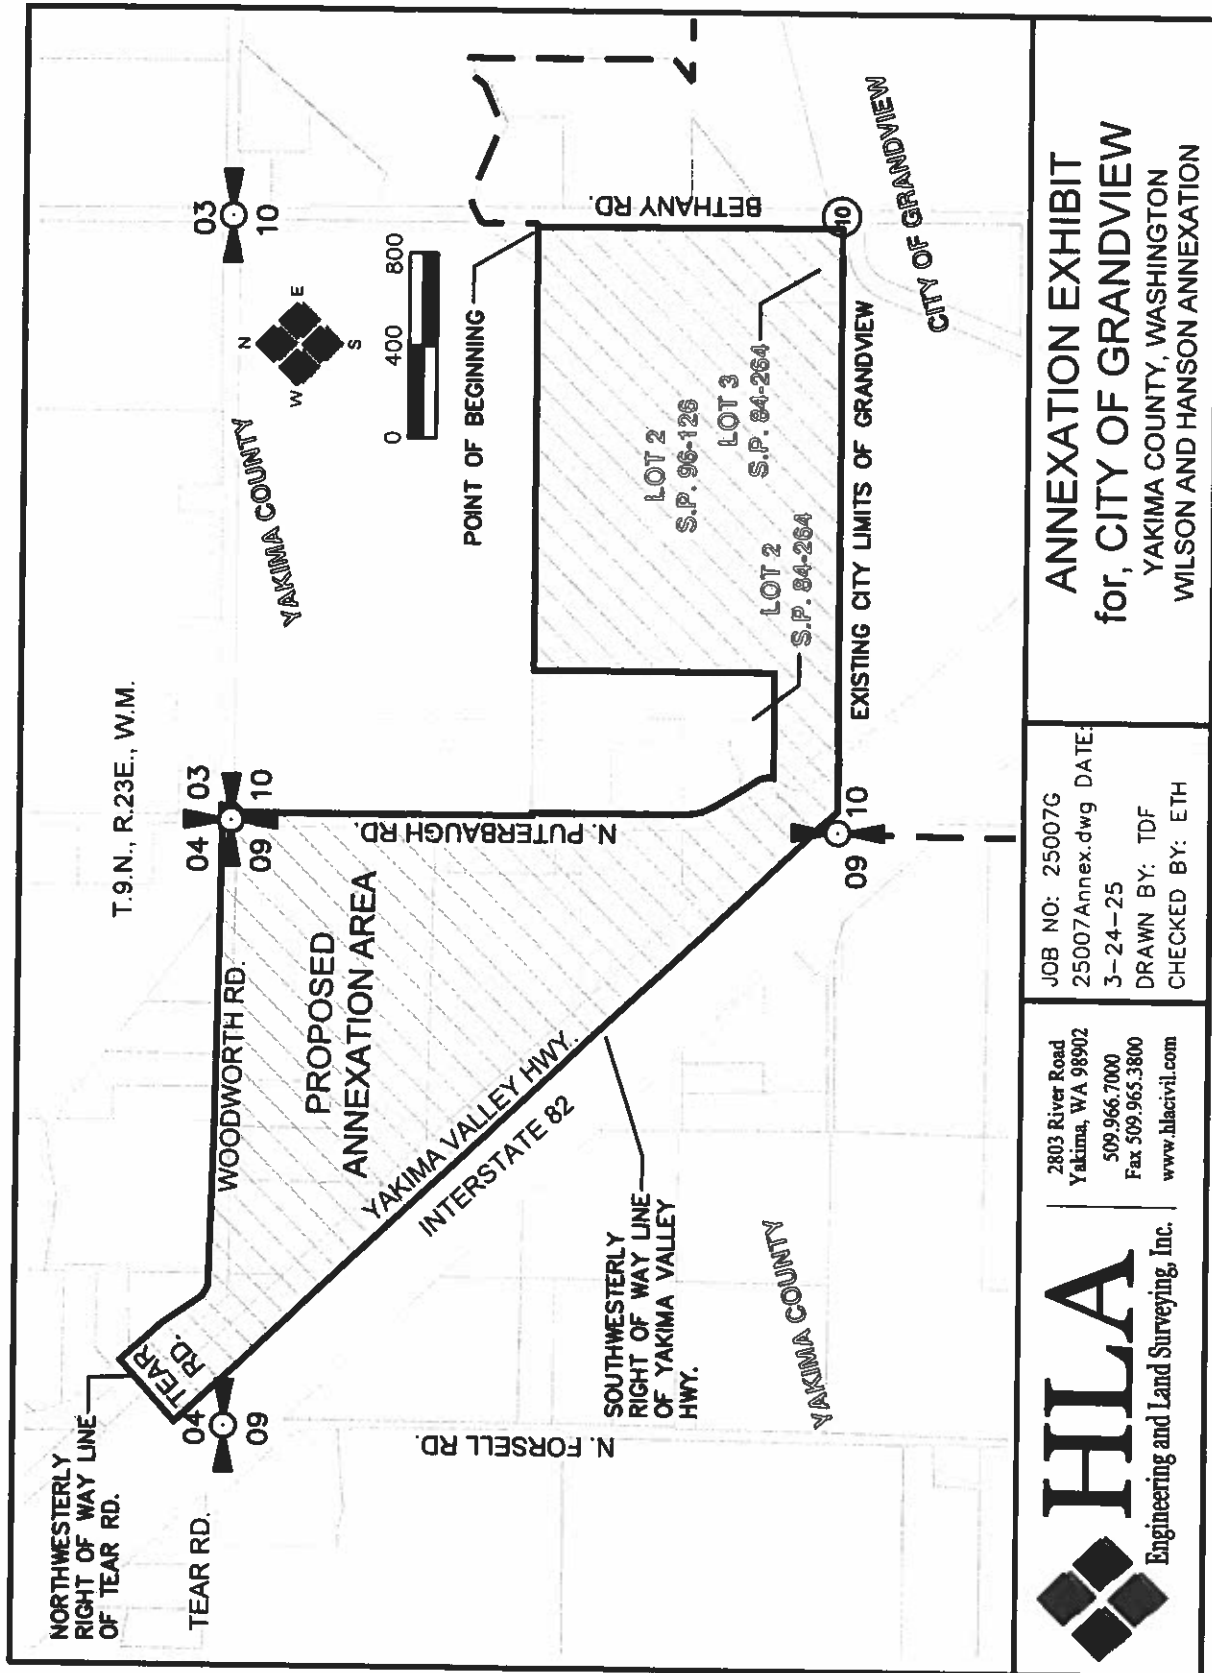 NORTHWESTERLY
RIGHT OF WAY LINE
OF TEAR RD.
TEAR RD.
TEAR
RD.
04
09
WOODWORTH RD.
T.9.N., R.23E., W.M.
04
03
09
10
YAKIMA COUNTY
N
W
E
S
03
10
0
400
800
POINT OF BEGINNING
PROPOSED
ANNEXATION AREA
N. PUTERBAUGH RD.
BETHANY RD.
YAKIMA VALLEY HWY.
INTERSTATE 82
N. FORSELL RD.
SOUTHWESTERLY
RIGHT OF WAY LINE
OF YAKIMA VALLEY
HWY.
YAKIMA COUNTY
LOT 2
S.P. 96-126
LOT 3
S.P. 84-264
LOT 2
S.P. 84-264
09
10
10
EXISTING CITY LIMITS OF GRANDVIEW
CITY OF GRANDVIEW
HLA
Engineering and Land Surveying, Inc.
2803 River Road
Yakima, WA 98902
509.966.7000
Fax 509.965.3800
www.hlacivil.com
JOB NO: 25007G
25007Annex.dwg DATE:
3-24-25
DRAWN BY: TDF
CHECKED BY: ETH
ANNEXATION EXHIBIT
for, CITY OF GRANDVIEW
YAKIMA COUNTY, WASHINGTON
WILSON AND HANSON ANNEXATION